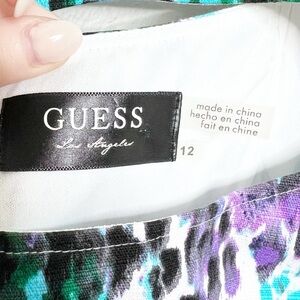 GUESS
Los Angeles
made in china
hecho en china
fait en chine
12